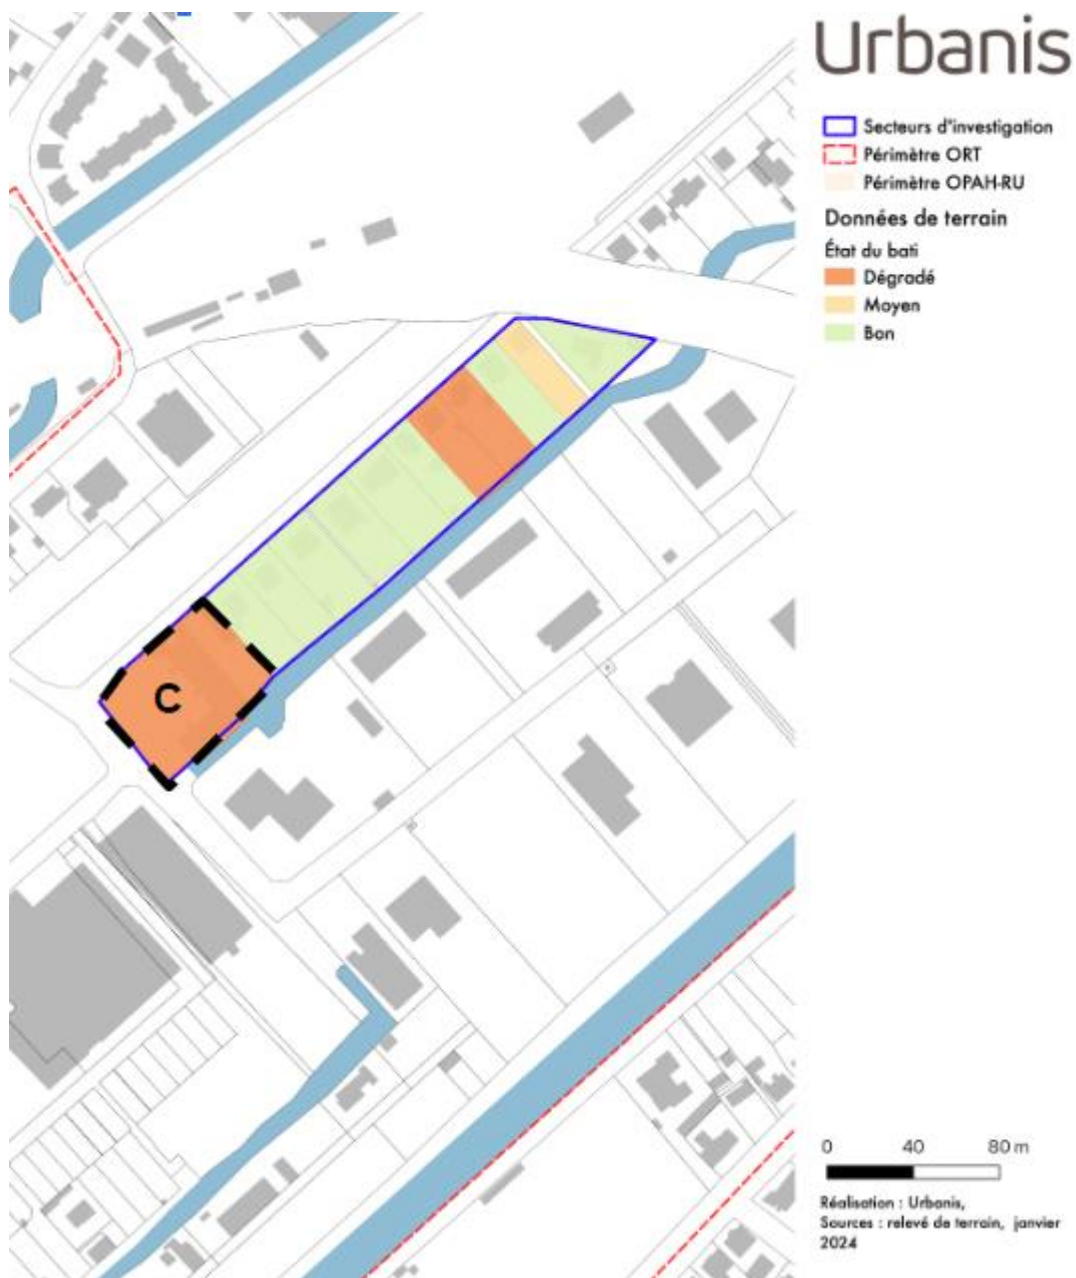 Urbanis
Secteurs d'investigation
Périmètre ORT
Périmètre OPAH-RU
Données de terrain
État du bati
Dégradé
Moyen
Bon
C
0 40 80 m
Réalisation : Urbanis,
Sources : relevé de terrain, janvier
2024